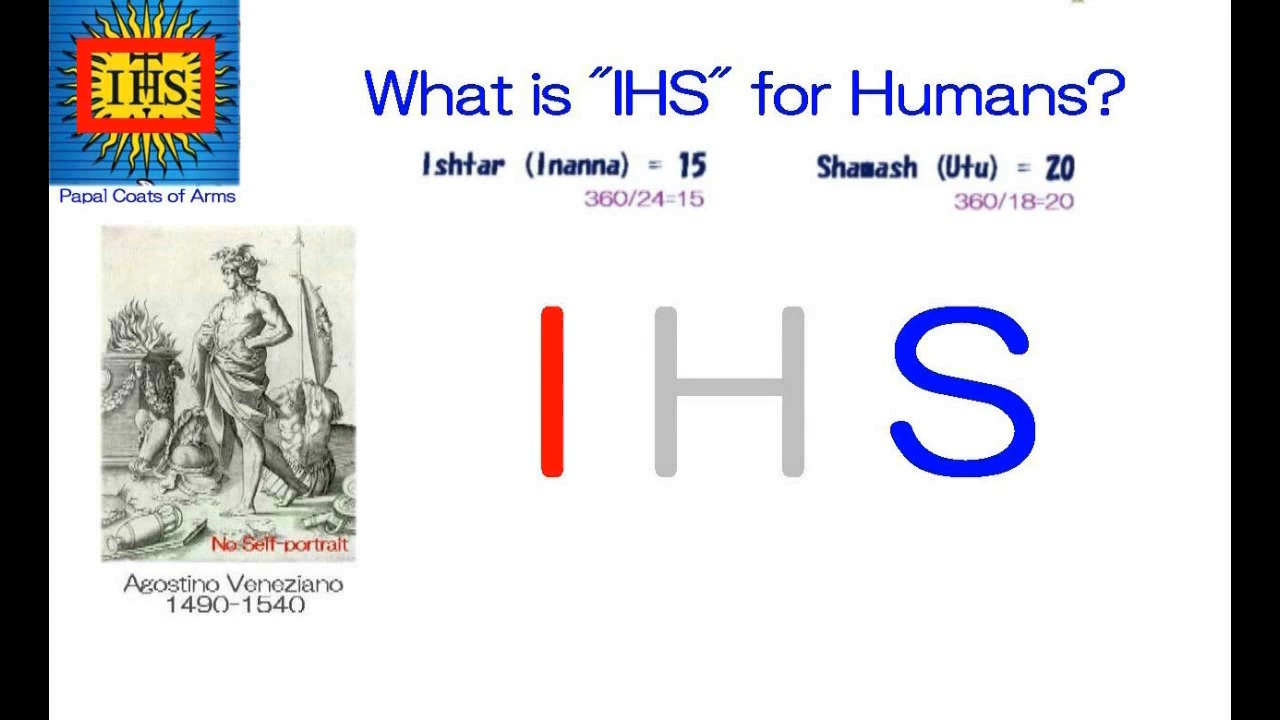 IHS
What is "IHS" for Humans?
Ishtar (Inanna) = 15
360/24=15
Shamash (Utu) = 20
360/18=20
Papal Coats of Arms
I H S
No Self-portrait
Agostino Veneziano
1490-1540